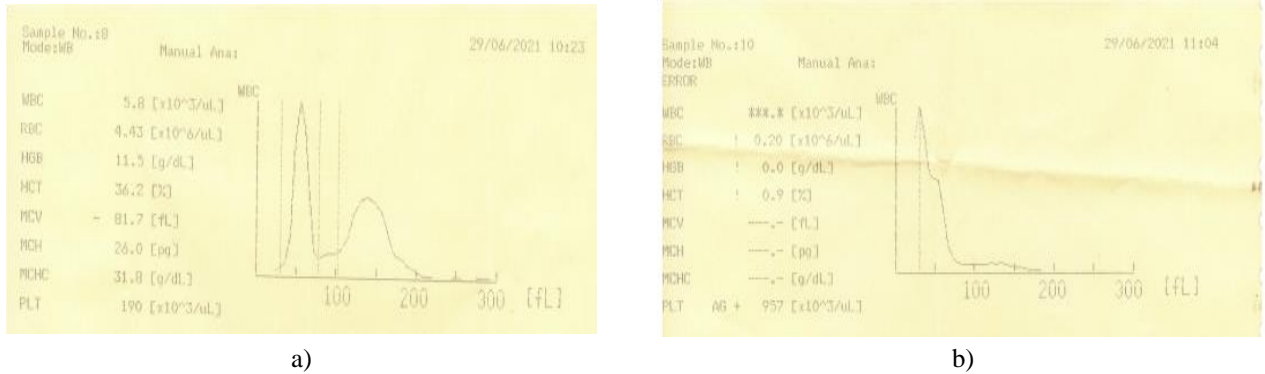 Sample No.:8
Mode:WB
Manual Ana:
29/06/2021 10:23
WBC 5.8 [x10^3/uL]
RBC 4.43 [x10^6/uL]
HGB 11.5 [g/dL]
HCT 36.2 [%]
MCV - 81.7 [fL]
MCH 26.0 [pg]
MCHC 31.8 [g/dL]
PLT 190 [x10^3/uL]
WBC
100 200 300 [fL]
a)
Sample No.:10
Mode:WB
Manual Ana:
ERROR
29/06/2021 11:04
WBC ***.* [x10^3/uL]
RBC ! 0.20 [x10^6/uL]
HGB ! 0.0 [g/dL]
HCT ! 0.9 [%]
MCV ---.- [fL]
MCH ---.- [pg]
MCHC ---.- [g/dL]
PLT AG + 957 [x10^3/uL]
WBC
100 200 300 [fL]
b)